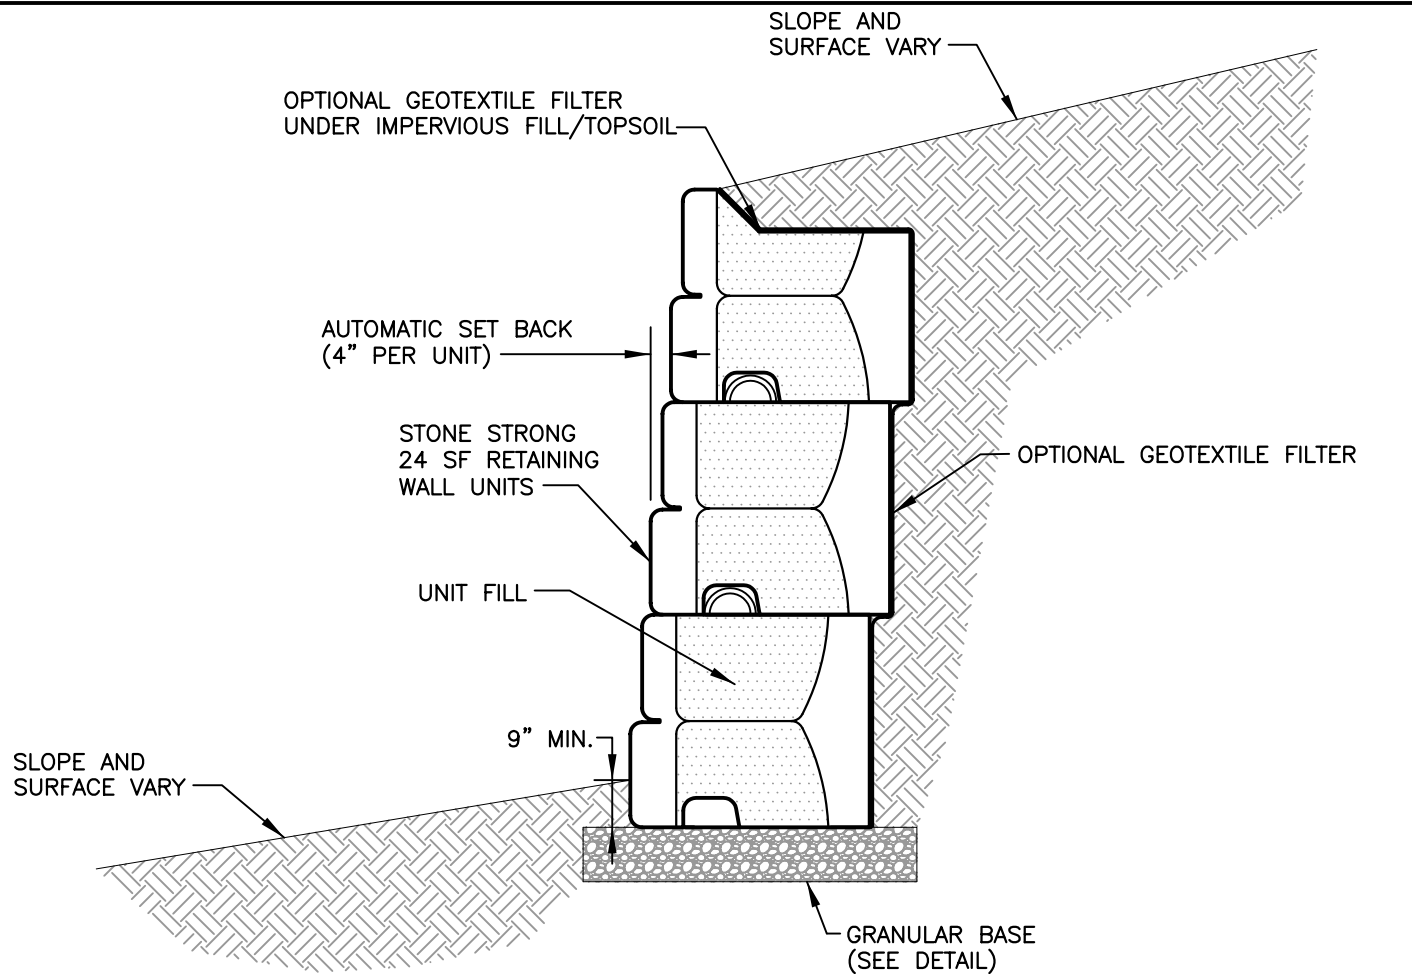 SLOPE AND
SURFACE VARY
OPTIONAL GEOTEXTILE FILTER
UNDER IMPERVIOUS FILL/TOPSOIL
AUTOMATIC SET BACK
(4” PER UNIT)
STONE STRONG
24 SF RETAINING
WALL UNITS
OPTIONAL GEOTEXTILE FILTER
UNIT FILL
9” MIN.
SLOPE AND
SURFACE VARY
GRANULAR BASE
(SEE DETAIL)